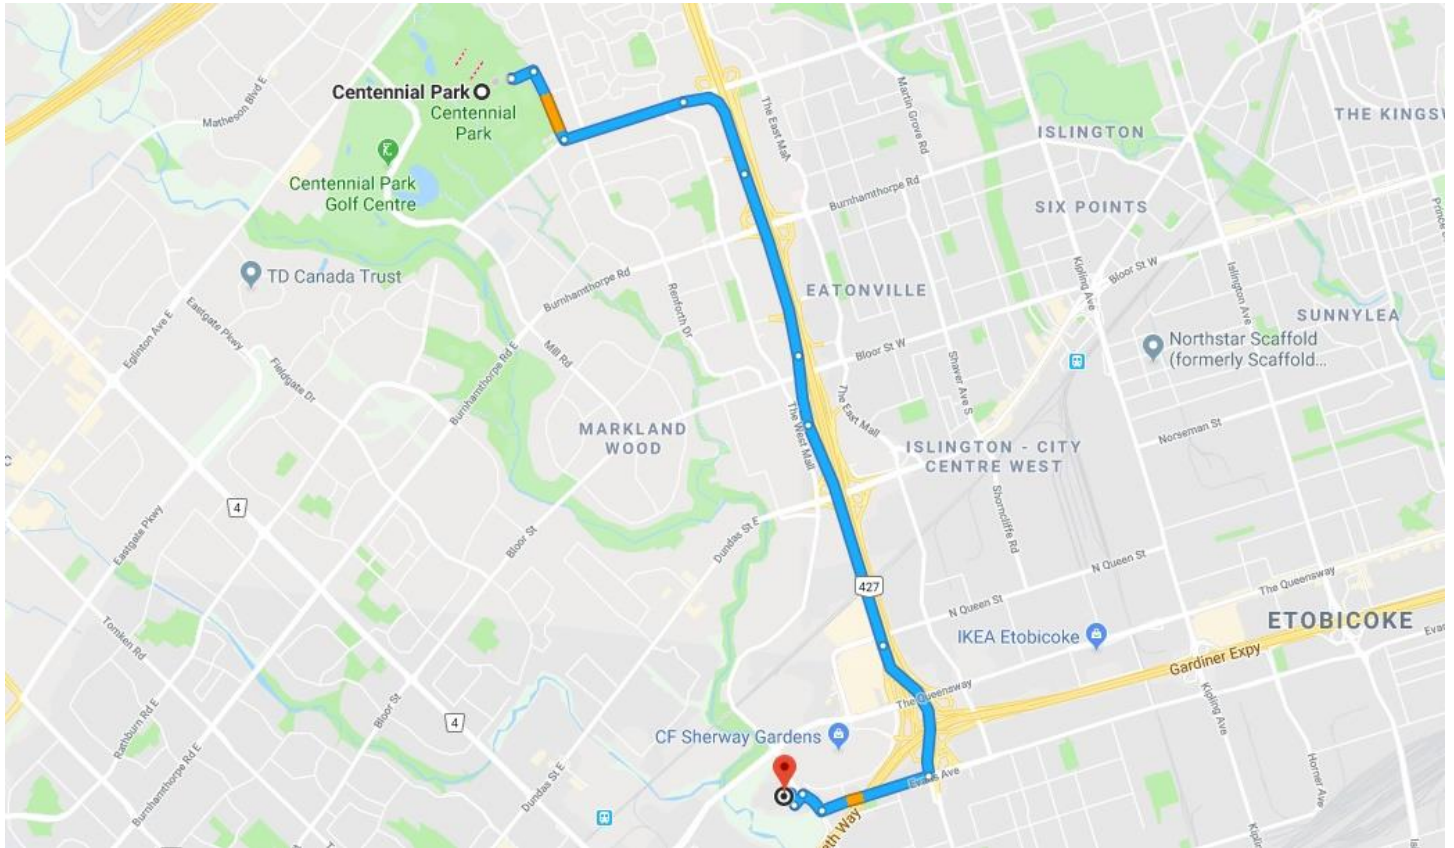 Matheson Blvd E
Centennial Park
Centennial
Park
Centennial Park
Golf Centre
TD Canada Trust
Eglinton Ave E
Eastgate Pkwy
Fieldgate Dr
Burnhamthorpe Rd E
Mill Rd
Burnhamthorpe Rd
Renforth Dr
The East Mall
Martin Grove Rd
Burnhamthorpe Rd
ISLINGTON
THE KINGSW
SIX POINTS
Kipling Ave
Bloor St W
Islington Ave
Prince
EATONVILLE
SUNNYLEA
Northstar Scaffold
(formerly Scaffold...
Bloor St W
Shaver Ave S
The East Mall
The West Mall
MARKLAND
WOOD
Norseman St
ISLINGTON - CITY
CENTRE WEST
Shorncliffe Rd
4
Eastgate Pkwy
Bloor St
Dundas St E
N Queen St
427
N Queen St
The Queensway
IKEA Etobicoke
ETOBICOKE
Gardiner Expy
Tomken Rd
Rathburn Rd E
Bloor St
4
The Queensway
Kipling Ave
CF Sherway Gardens
Evans Ave
Burnhamthorpe Rd E
Dundas St E
Horner Ave
eth Way